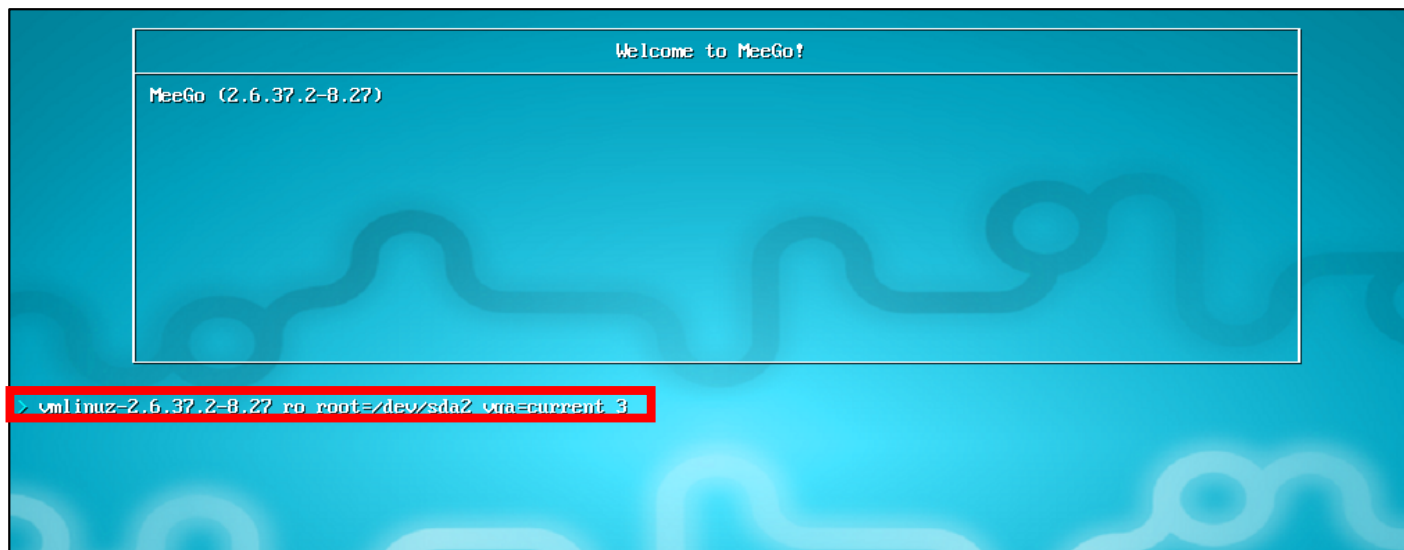 Welcome to MeeGo!
MeeGo (2.6.37.2-8.27)
> vmlinuz-2.6.37.2-8.27 ro root=/dev/sda2 vga=current 3